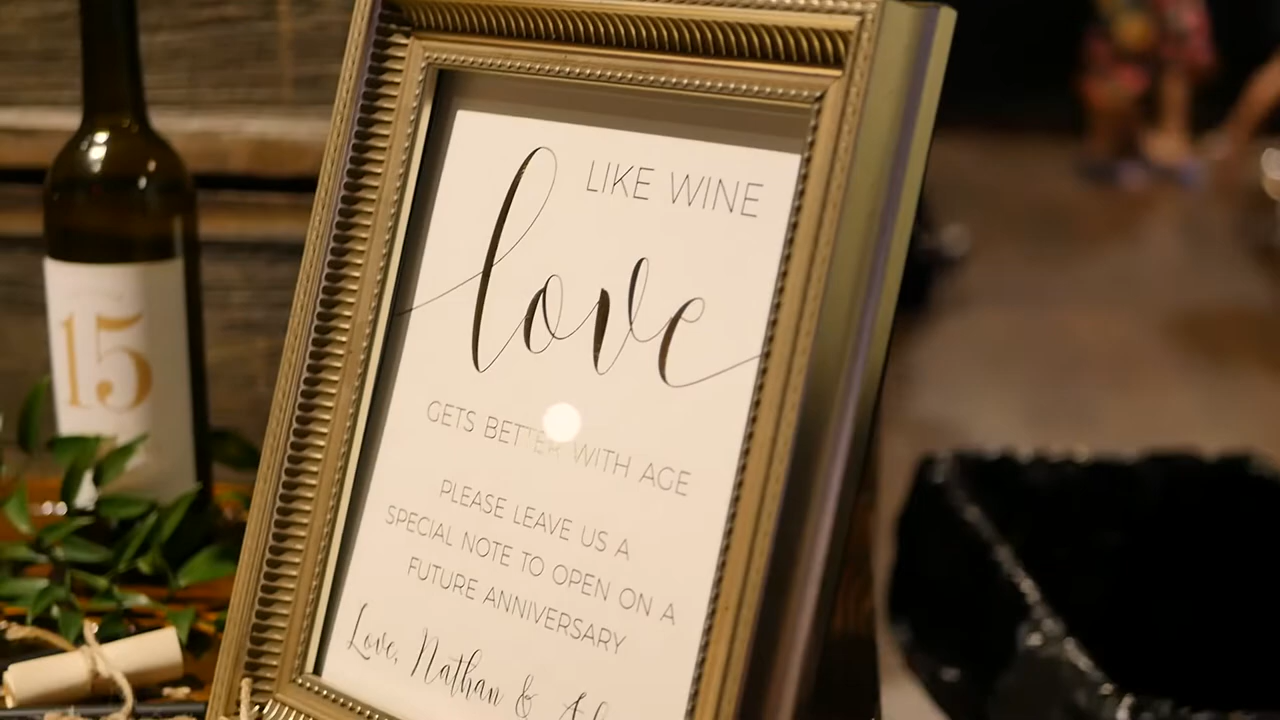 LIKE WINE
love
GETS BETTER WITH AGE
PLEASE LEAVE US A
SPECIAL NOTE TO OPEN ON A
FUTURE ANNIVERSARY
Love, Nathan &
15